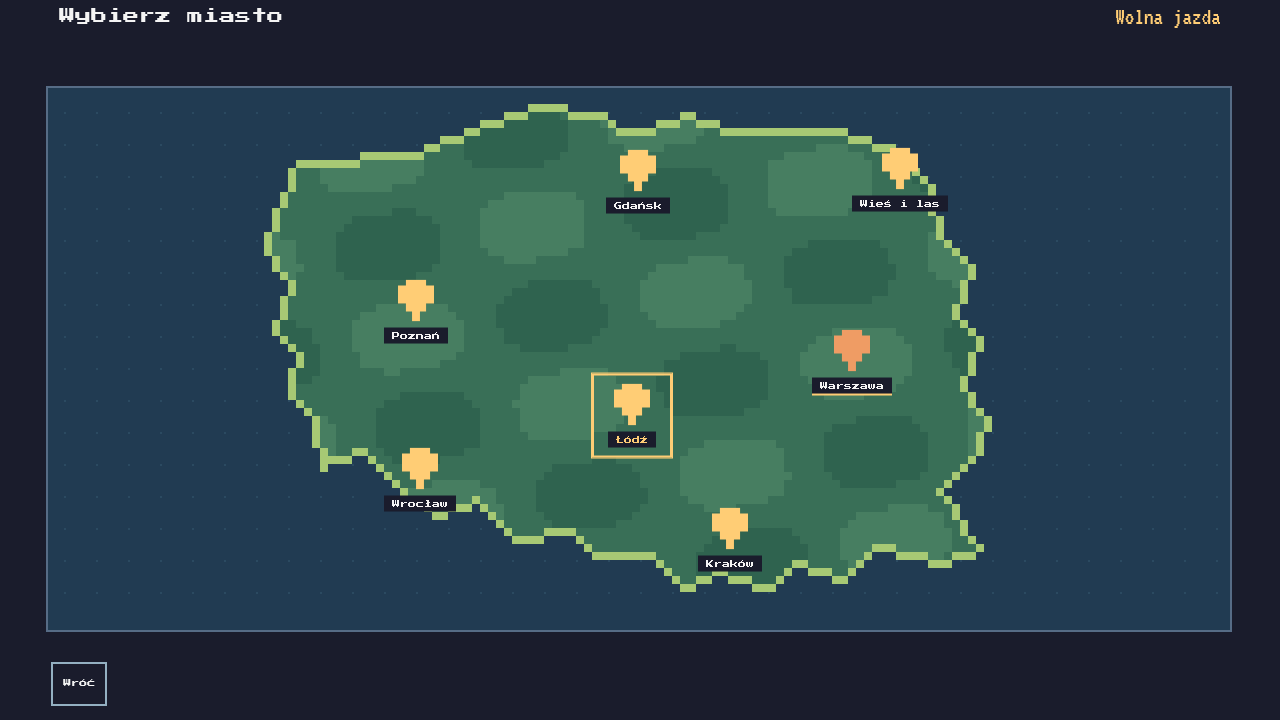 Wybierz miasto
Wolna jazda
Gdańsk
Wieś i las
Poznań
Warszawa
Łódź
Wrocław
Kraków
Wróć